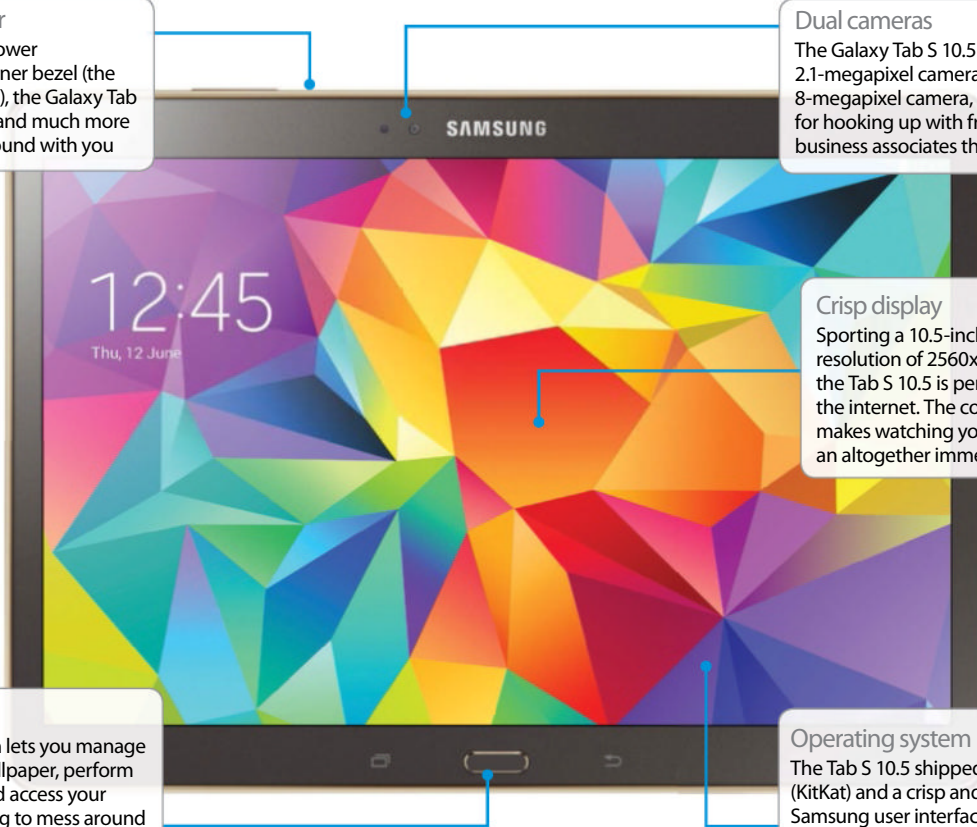 ower
ner bezel (the
), the Galaxy Tab
and much more
und with you
Dual cameras
The Galaxy Tab S 10.5
2.1-megapixel camera
8-megapixel camera,
for hooking up with fr
business associates th
SAMSUNG
12:45
Thu, 12 June
Crisp display
Sporting a 10.5-incl
resolution of 2560x
the Tab S 10.5 is per
the internet. The co
makes watching yo
an altogether imme
lets you manage
llpaper, perform
d access your
g to mess around
Operating system
The Tab S 10.5 shipped
(KitKat) and a crisp and
Samsung user interfac